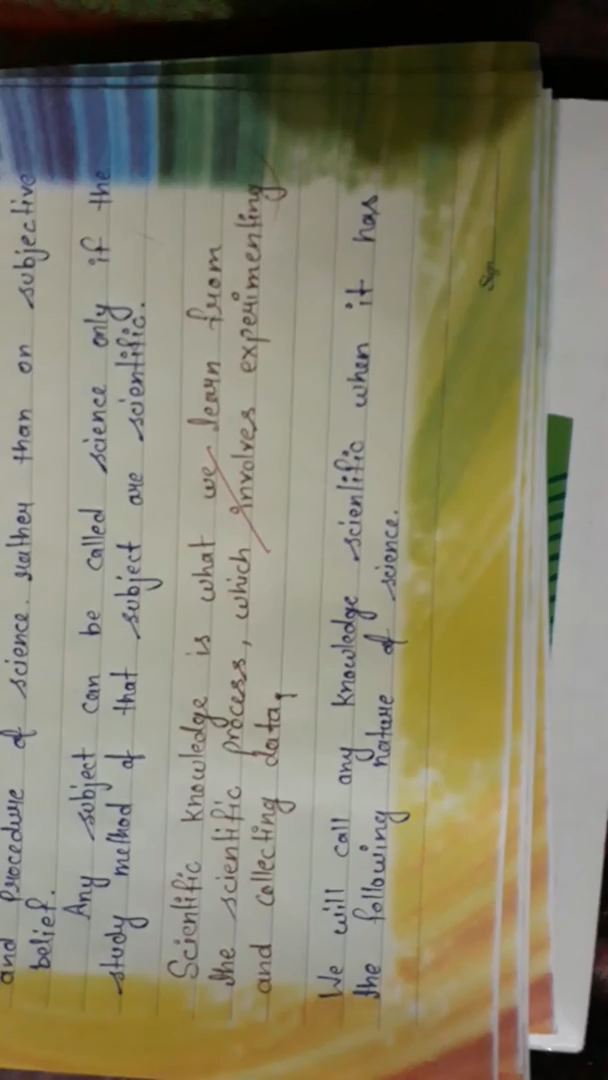 and procedure of science rather than on subjective
belief.
Any subject can be called science only if the
study method of that subject are scientific.
Scientific knowledge is what we learn from
the scientific process, which involves experimenting
and collecting data,
We will call any knowledge scientific when it has
the following nature of science.
Sign